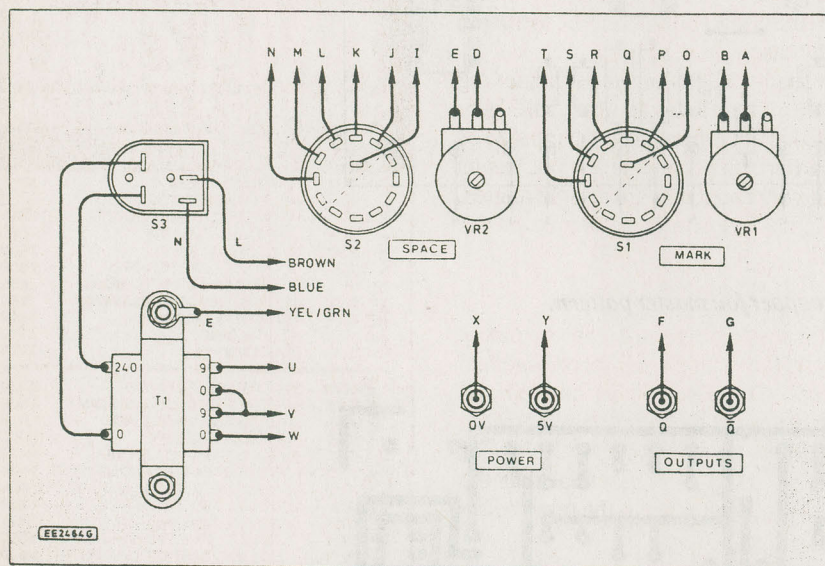 N M L K I E D T S R Q P O B A
S3
S2
SPACE
VR2
S1
MARK
VR1
N L
BROWN
BLUE
E YEL/GRN
X Y F G
240 9 U
T1 0
9 V
0 0 W
0V 5V Q Q̅
POWER OUTPUTS
EE2464G